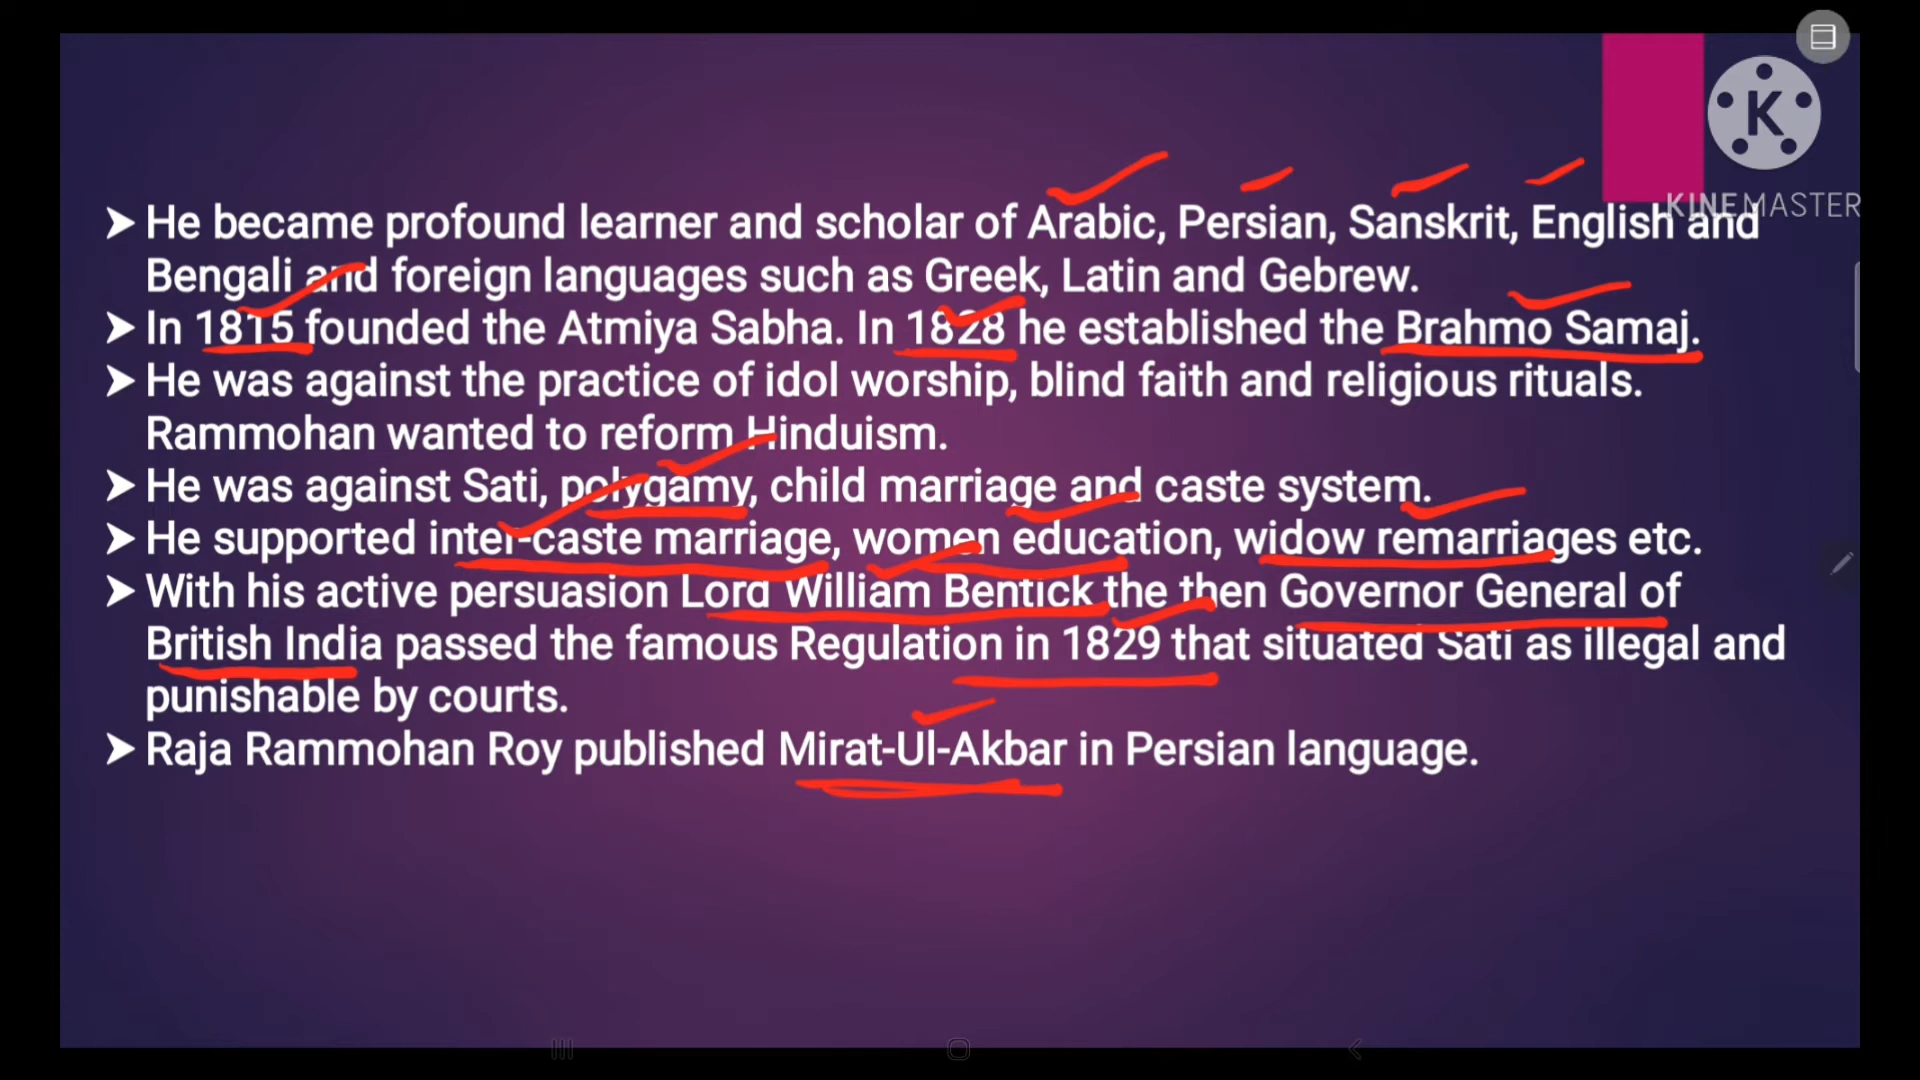 K
KINEMASTER
➤ He became profound learner and scholar of Arabic, Persian, Sanskrit, English and
Bengali and foreign languages such as Greek, Latin and Gebrew.
➤ In 1815 founded the Atmiya Sabha. In 1828 he established the Brahmo Samaj.
➤ He was against the practice of idol worship, blind faith and religious rituals.
Rammohan wanted to reform Hinduism.
➤ He was against Sati, polygamy, child marriage and caste system.
➤ He supported inter-caste marriage, women education, widow remarriages etc.
➤ With his active persuasion Lord William Bentick the then Governor General of
British India passed the famous Regulation in 1829 that situated Sati as illegal and
punishable by courts.
➤ Raja Rammohan Roy published Mirat-Ul-Akbar in Persian language.